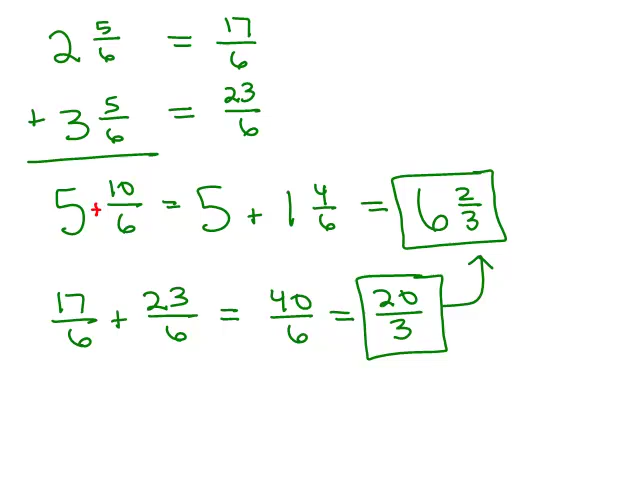 2 5/6 = 17/6
+ 3 5/6 = 23/6
5 + 10/6 = 5 + 1 4/6 = 6 2/3
17/6 + 23/6 = 40/6 = 20/3